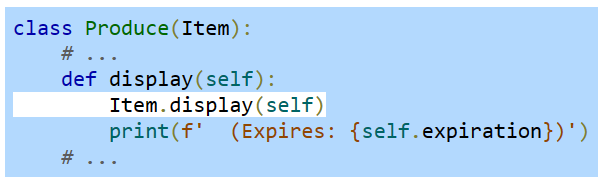 class Produce(Item):
    # ...
    def display(self):
        Item.display(self)
        print(f'  (Expires: {self.expiration})')
    # ...